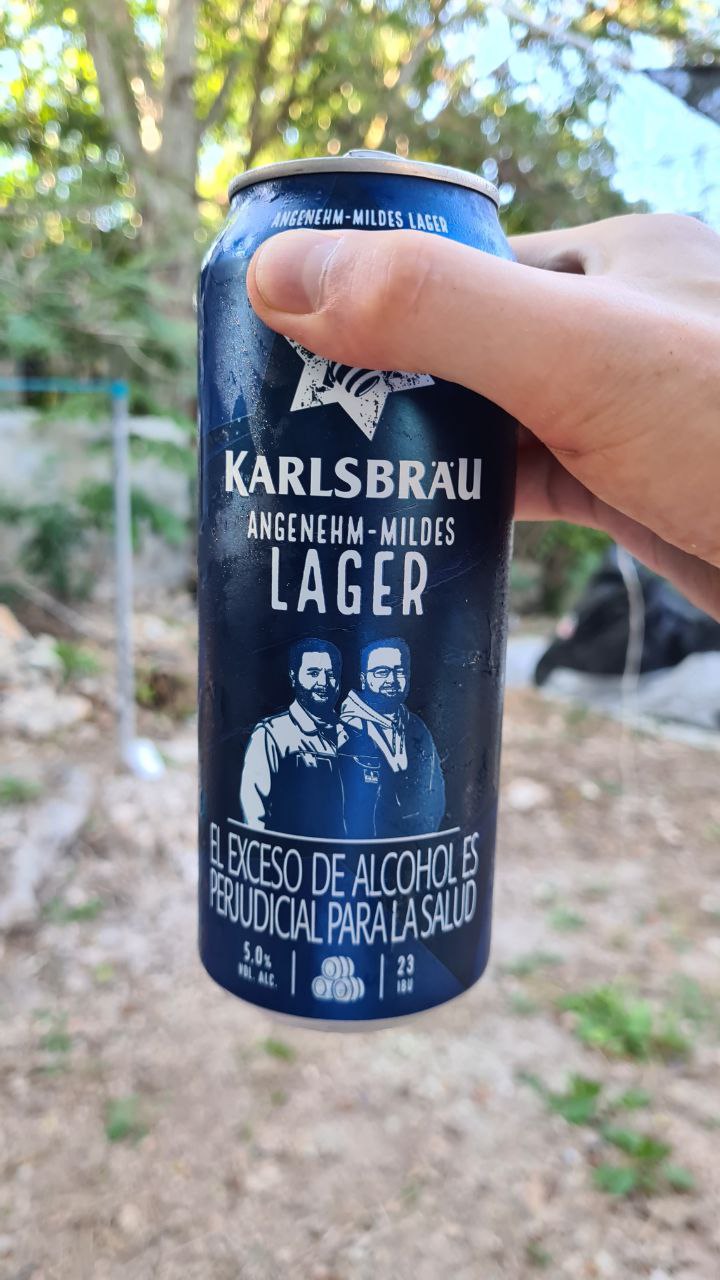 ANGENEHM-MILDES LAGER
KARLSBRÄU
ANGENEHM-MILDES
LAGER
EL EXCESO DE ALCOHOL ES
PERJUDICIAL PARA LA SALUD
5,0%
VOL. ALC.
23
IBU